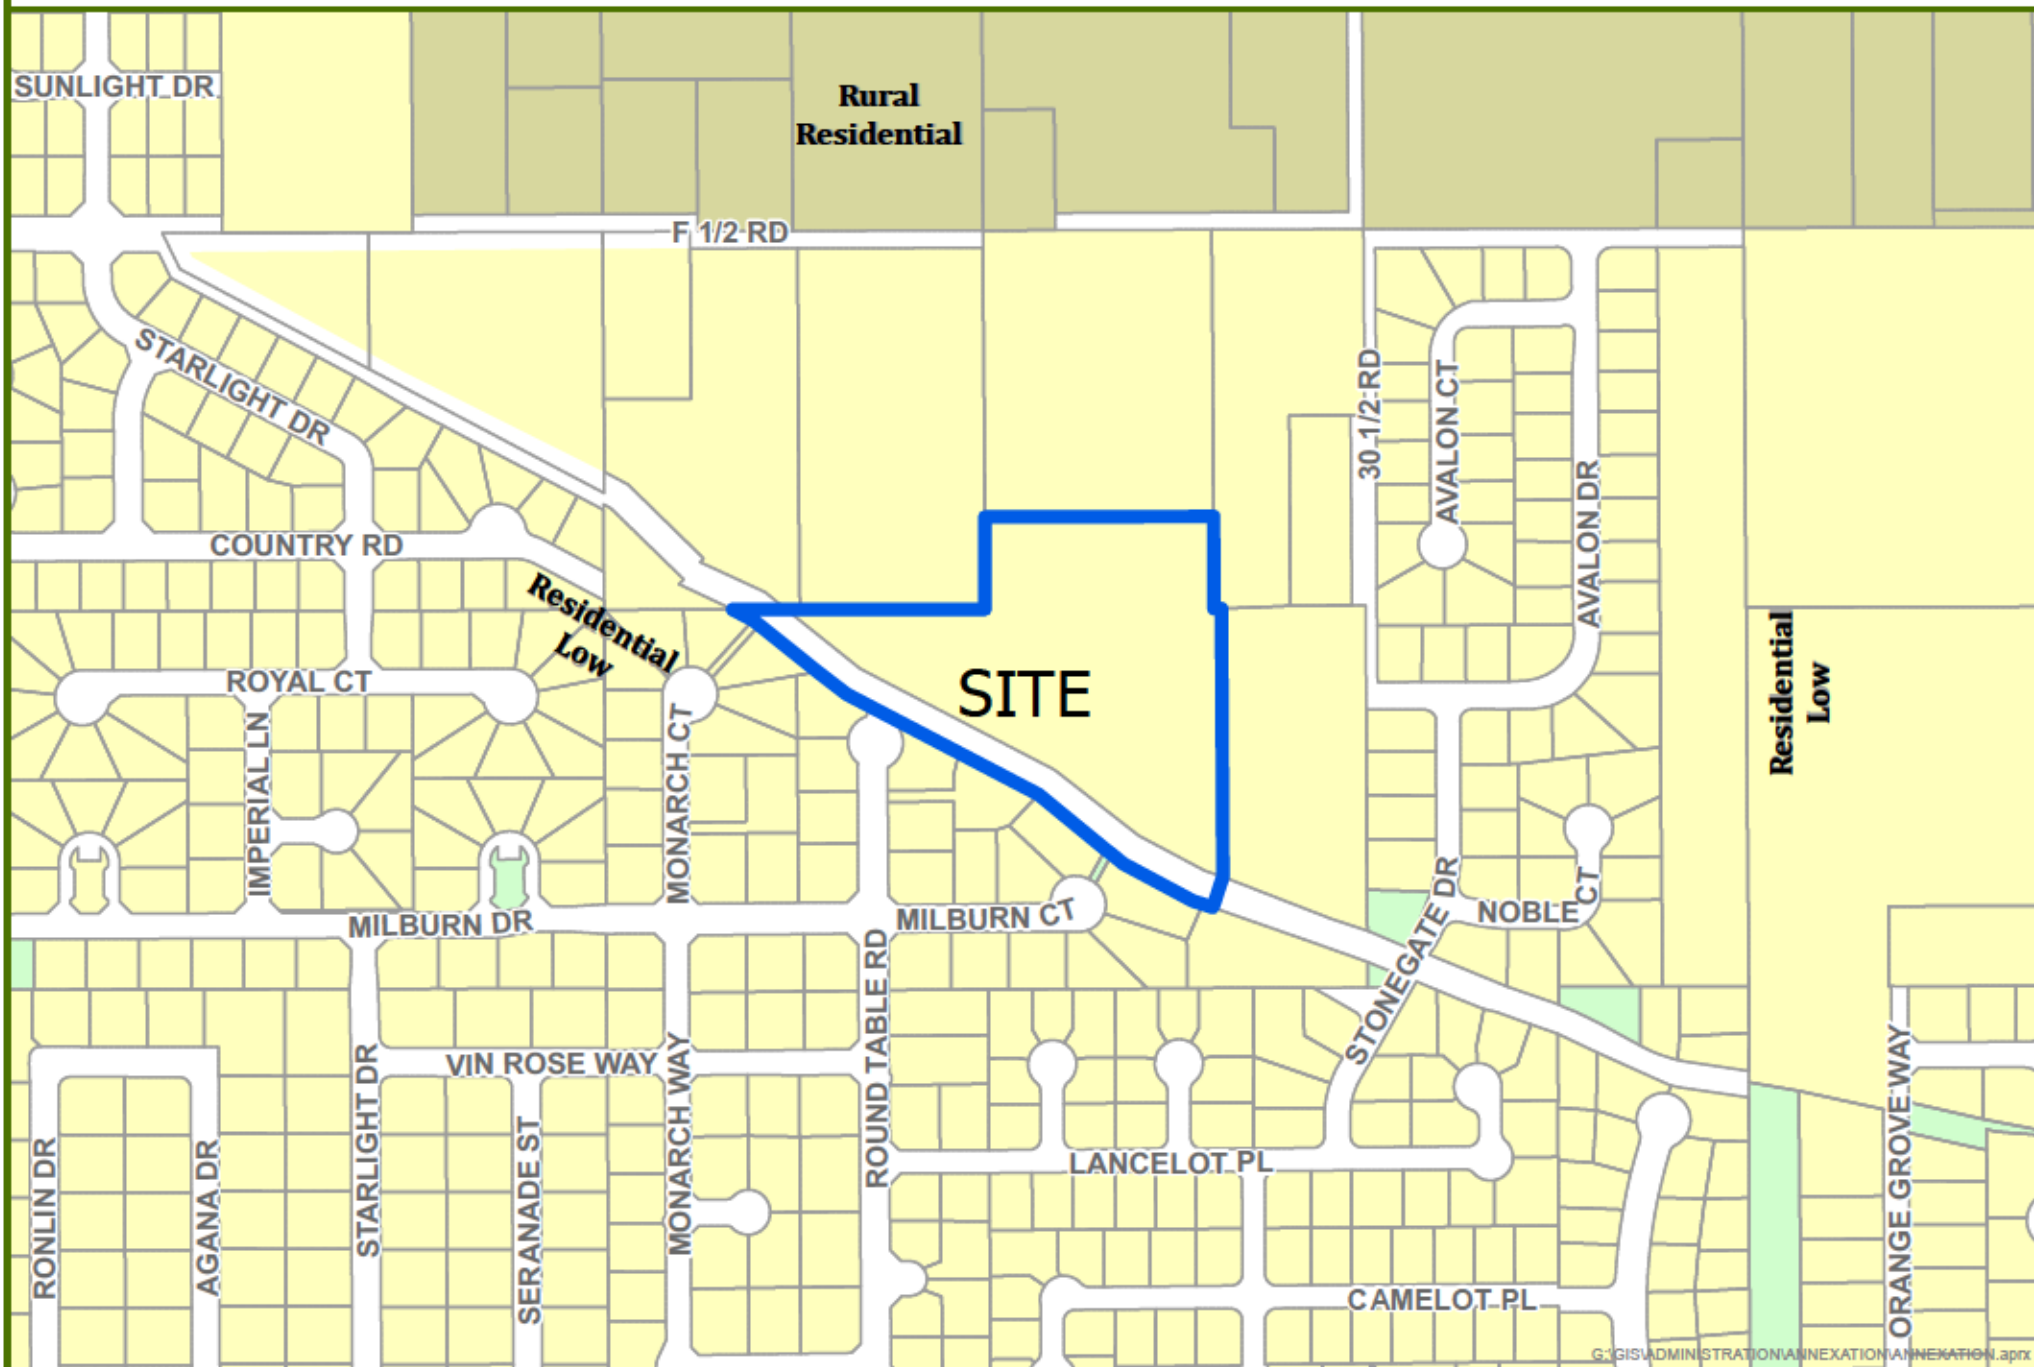 SUNLIGHT DR
Rural
Residential
F 1/2 RD
STARLIGHT DR
30 1/2 RD
AVALON CT
AVALON DR
COUNTRY RD
Residential
Low
Residential
Low
ROYAL CT
SITE
IMPERIAL LN
MONARCH CT
MILBURN DR
MILBURN CT
NOBLE CT
STONEGATE DR
ROUND TABLE RD
VIN ROSE WAY
MONARCH WAY
STARLIGHT DR
SERANADE ST
RONLIN DR
AGANA DR
LANCELOT PL
ORANGE GROVE WAY
CAMELOT PL
G:\GIS\ADMINISTRATION\ANNEXATION\ANNEXATION.aprx